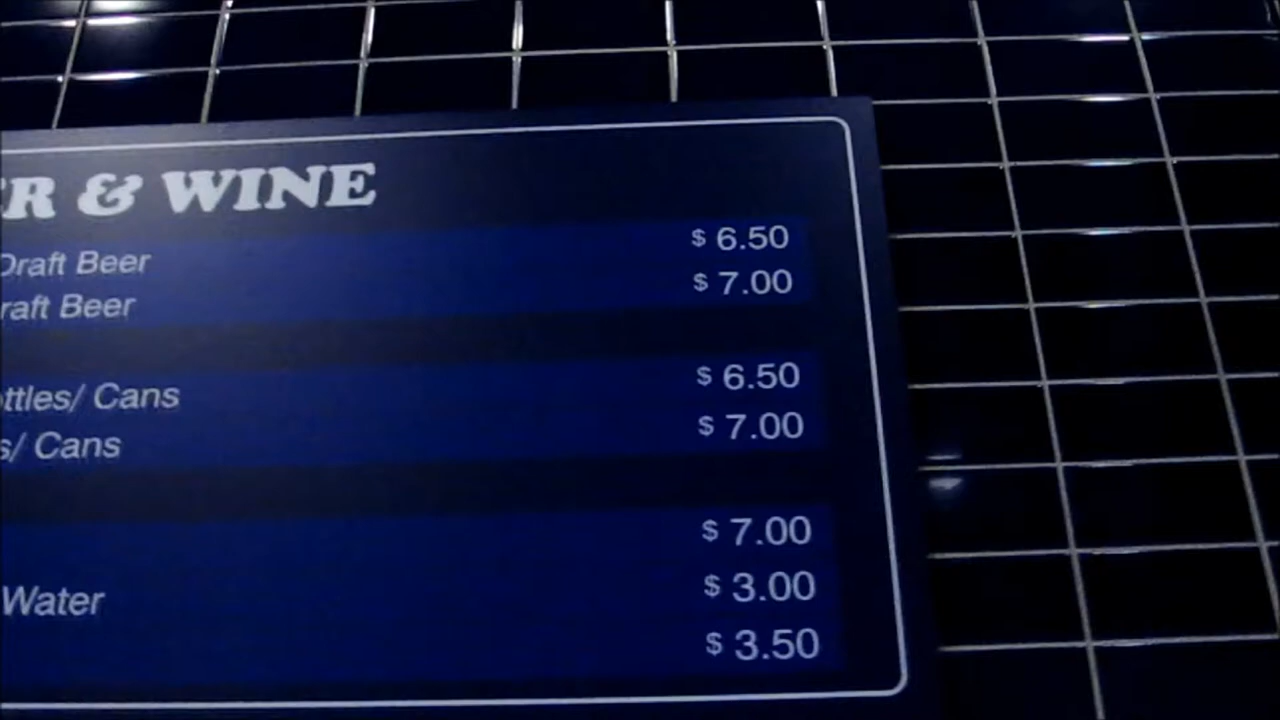 R & WINE
Draft Beer $ 6.50
raft Beer $ 7.00
ttles/ Cans $ 6.50
s/ Cans $ 7.00
$ 7.00
Water $ 3.00
$ 3.50